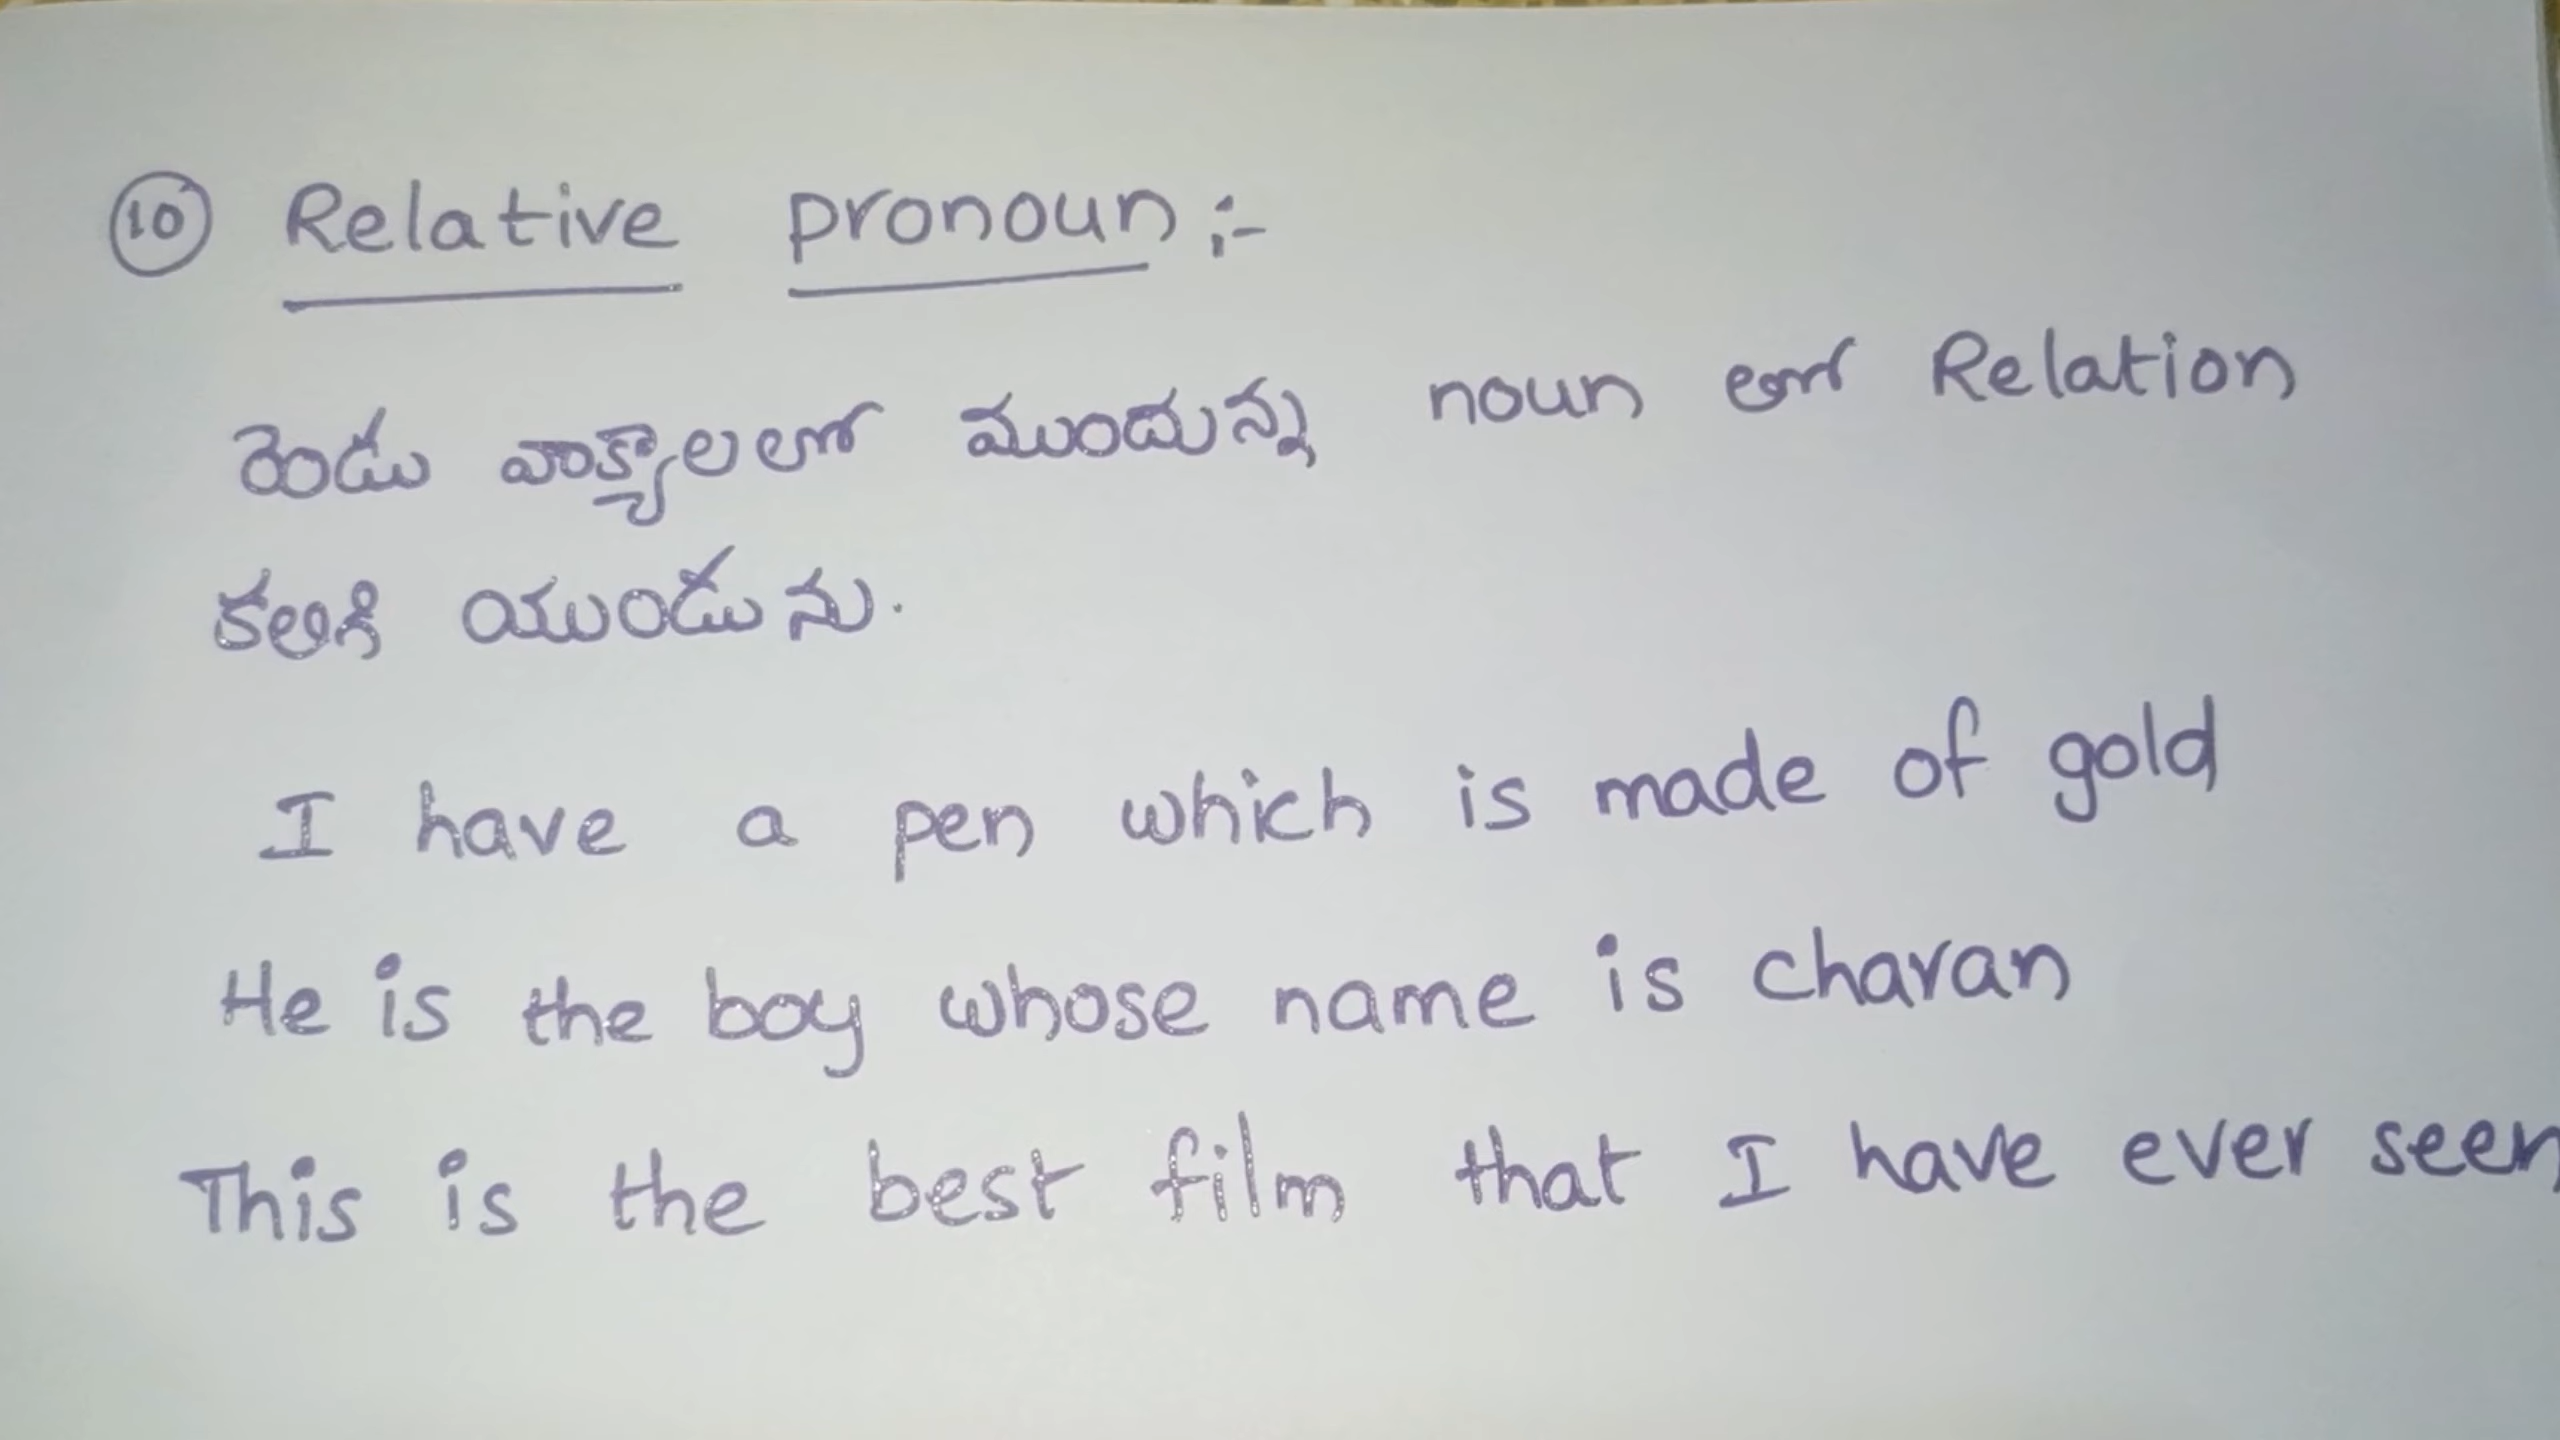 10 Relative pronoun :-
రెండు వాక్యాలలో ముందున్న noun తో Relation
కలిగి యుండును.
I have a pen which is made of gold
He is the boy whose name is charan
This is the best film that I have ever seen